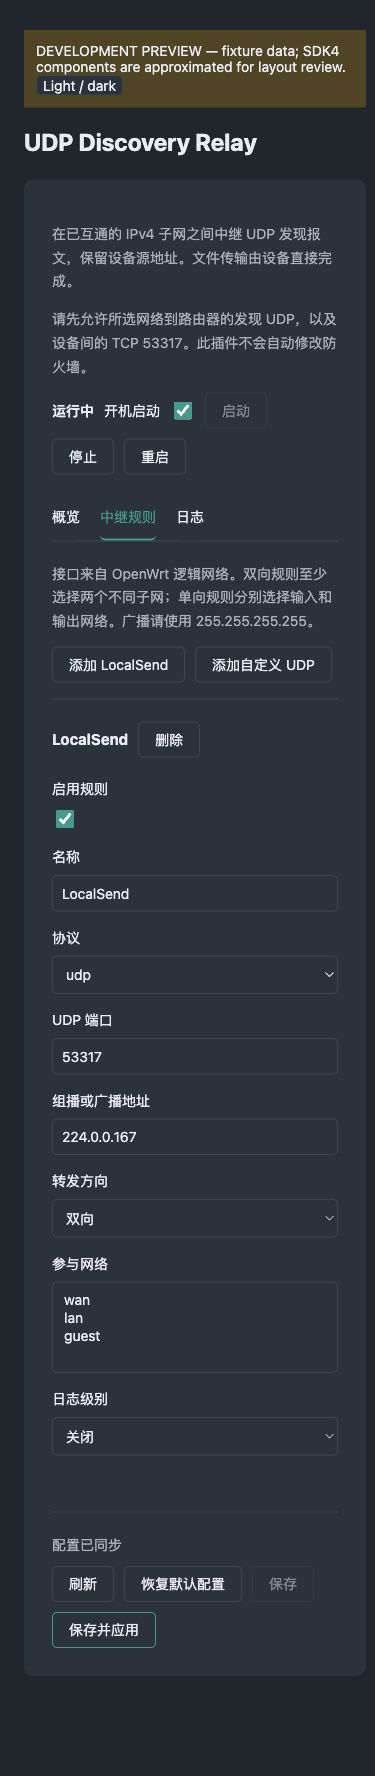 DEVELOPMENT PREVIEW — fixture data; SDK4
components are approximated for layout review.
Light / dark
UDP Discovery Relay
在已互通的 IPv4 子网之间中继 UDP 发现报
文，保留设备源地址。文件传输由设备直接完
成。
请先允许所选网络到路由器的发现 UDP，以及
设备间的 TCP 53317。此插件不会自动修改防
火墙。
运行中 开机启动 启动
停止 重启
概览 中继规则 日志
接口来自 OpenWrt 逻辑网络。双向规则至少
选择两个不同子网；单向规则分别选择输入和
输出网络。广播请使用 255.255.255.255。
添加 LocalSend 添加自定义 UDP
LocalSend 删除
启用规则
名称
LocalSend
协议
udp
UDP 端口
53317
组播或广播地址
224.0.0.167
转发方向
双向
参与网络
wan
lan
guest
日志级别
关闭
配置已同步
刷新 恢复默认配置 保存
保存并应用